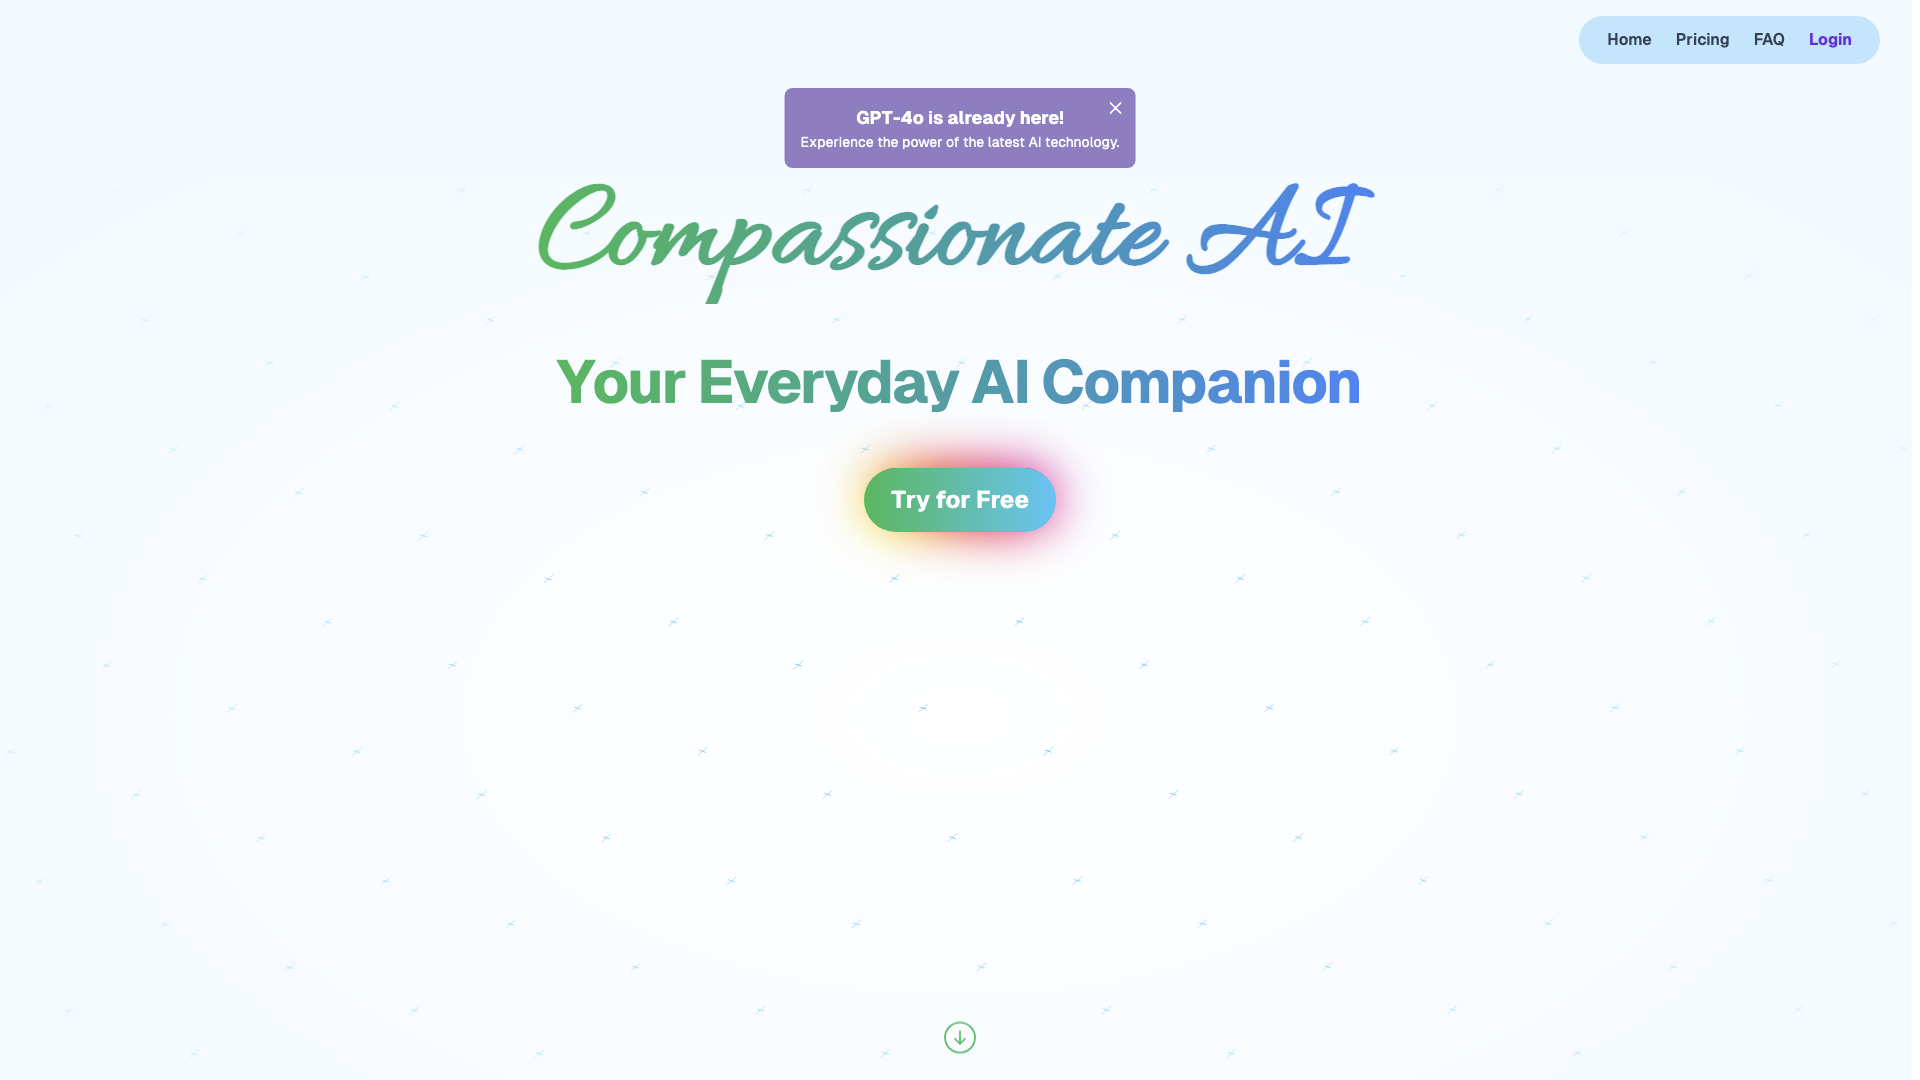 Home Pricing FAQ Login
GPT-4o is already here!
Experience the power of the latest AI technology.
Compassionate AI
Your Everyday AI Companion
Try for Free